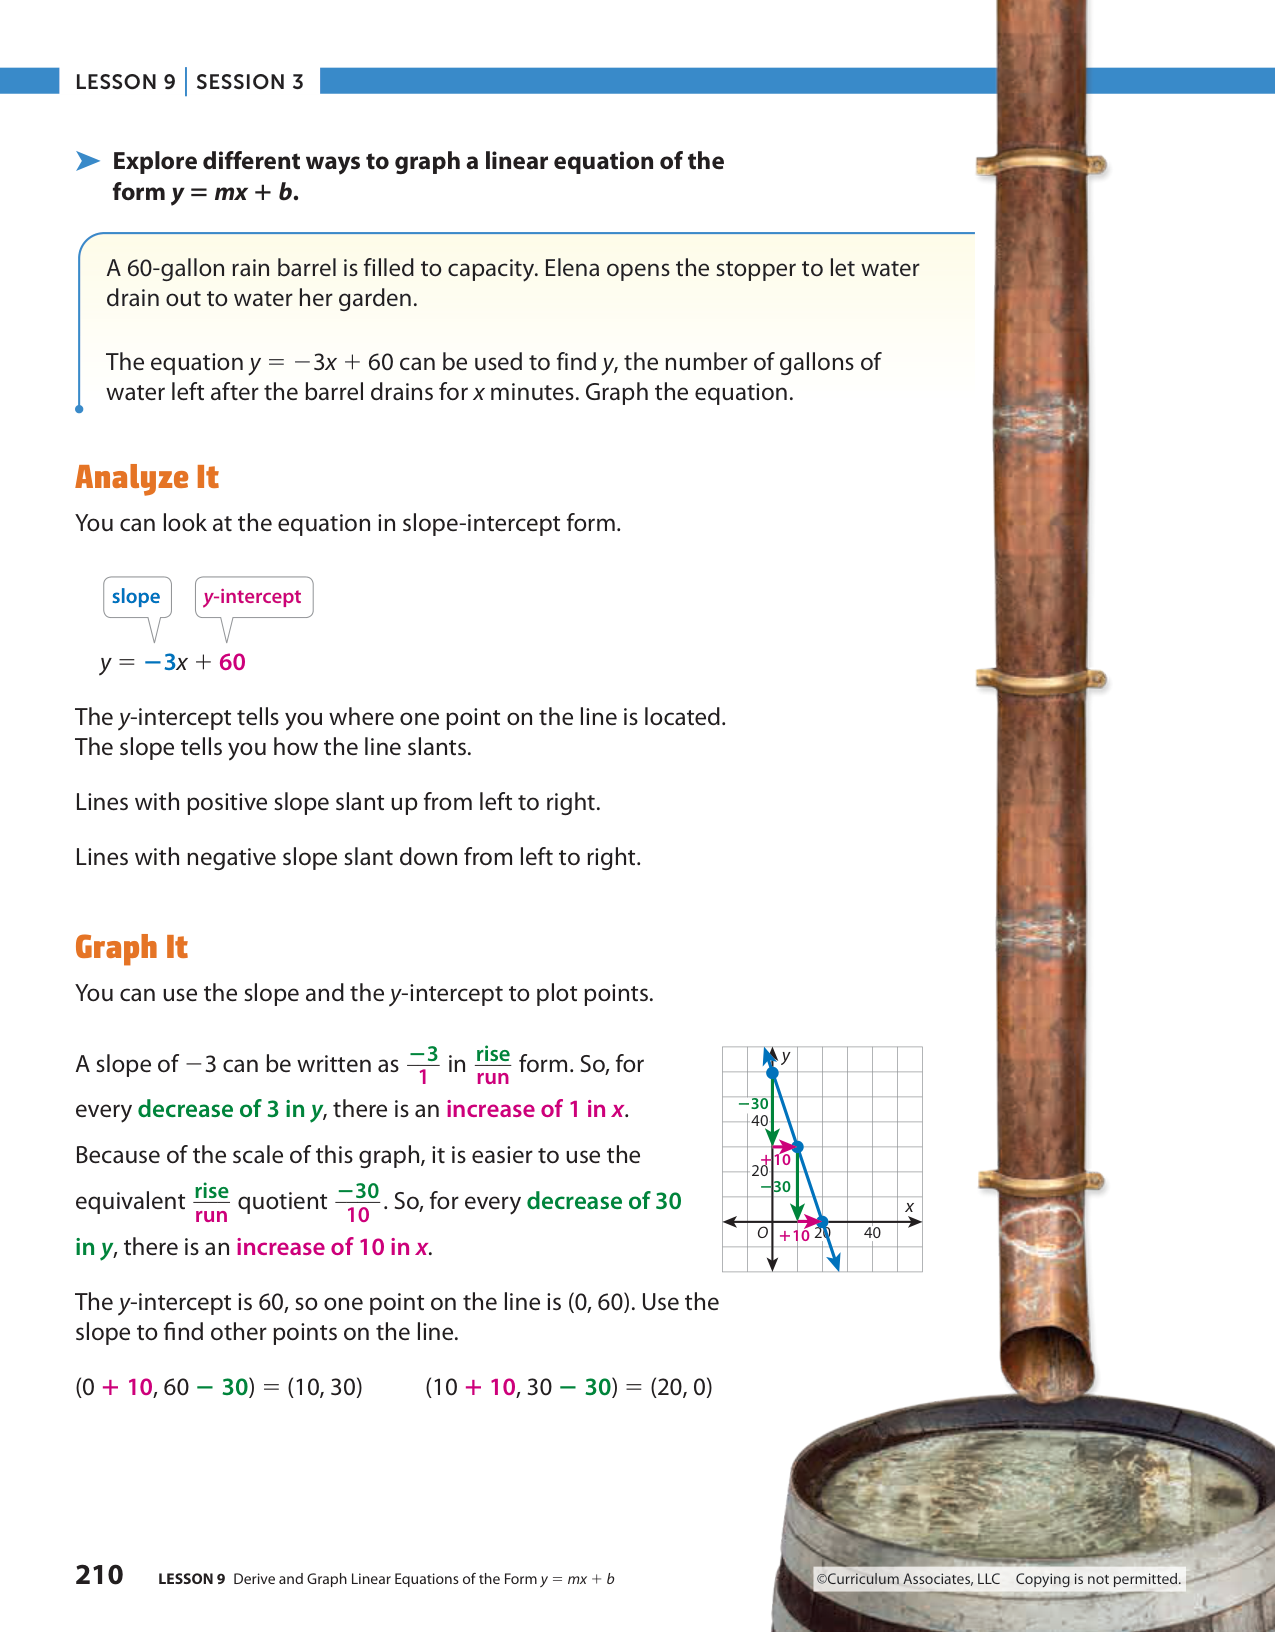 LESSON 9 | SESSION 3
➤ Explore different ways to graph a linear equation of the
form y = mx + b.
A 60-gallon rain barrel is filled to capacity. Elena opens the stopper to let water
drain out to water her garden.
The equation y = −3x + 60 can be used to find y, the number of gallons of
water left after the barrel drains for x minutes. Graph the equation.
Analyze It
You can look at the equation in slope-intercept form.
slope y-intercept
y = −3x + 60
The y-intercept tells you where one point on the line is located.
The slope tells you how the line slants.
Lines with positive slope slant up from left to right.
Lines with negative slope slant down from left to right.
Graph It
You can use the slope and the y-intercept to plot points.
A slope of −3 can be written as −3/1 in rise/run form. So, for
every decrease of 3 in y, there is an increase of 1 in x.
Because of the scale of this graph, it is easier to use the
equivalent rise/run quotient −30/10. So, for every decrease of 30
in y, there is an increase of 10 in x.
y
−30
40
+10
20
−30
x
O +10 20 40
The y-intercept is 60, so one point on the line is (0, 60). Use the
slope to find other points on the line.
(0 + 10, 60 − 30) = (10, 30) (10 + 10, 30 − 30) = (20, 0)
210 LESSON 9 Derive and Graph Linear Equations of the Form y = mx + b ©Curriculum Associates, LLC Copying is not permitted.